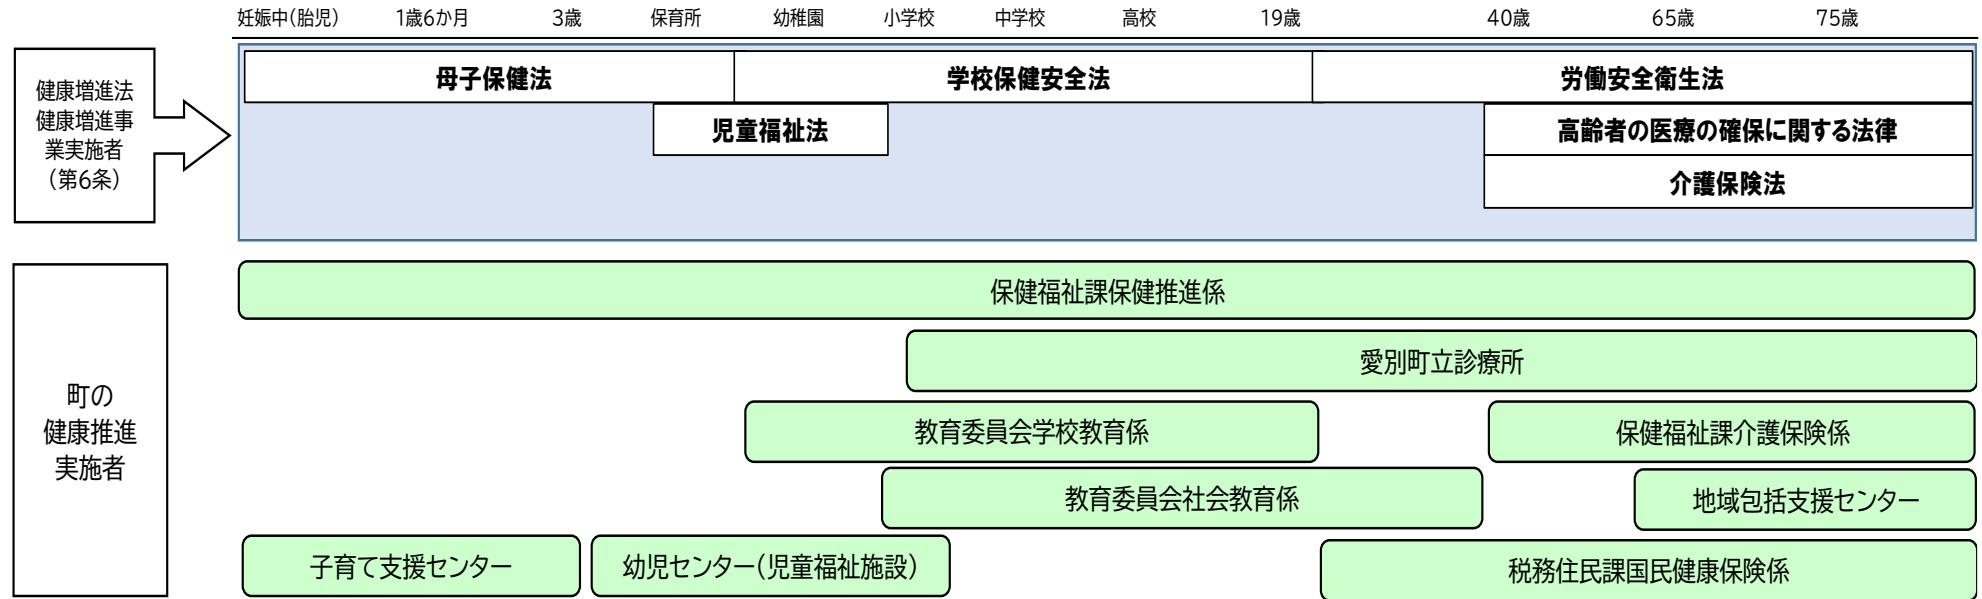 妊娠中(胎児) 1歳6か月 3歳 保育所 幼稚園 小学校 中学校 高校 19歳 40歳 65歳 75歳
健康増進法
健康増進事
業実施者
(第6条)
母子保健法 学校保健安全法 労働安全衛生法
児童福祉法 高齢者の医療の確保に関する法律
介護保険法
町の
健康推進
実施者
保健福祉課保健推進係
愛別町立診療所
教育委員会学校教育係 保健福祉課介護保険係
教育委員会社会教育係 地域包括支援センター
子育て支援センター 幼児センター(児童福祉施設) 税務住民課国民健康保険係